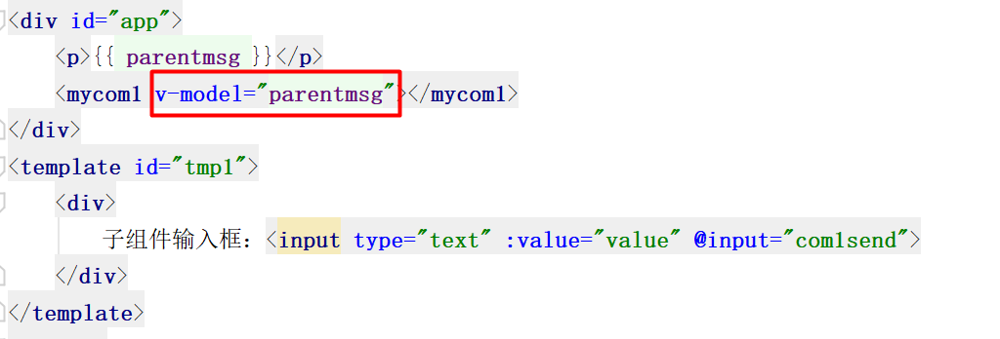 <div id="app">
<p>{{ parentmsg }}</p>
<mycom1 v-model="parentmsg"></mycom1>
</div>
<template id="tmp1">
<div>
子组件输入框：<input type="text" :value="value" @input="com1send">
</div>
</template>